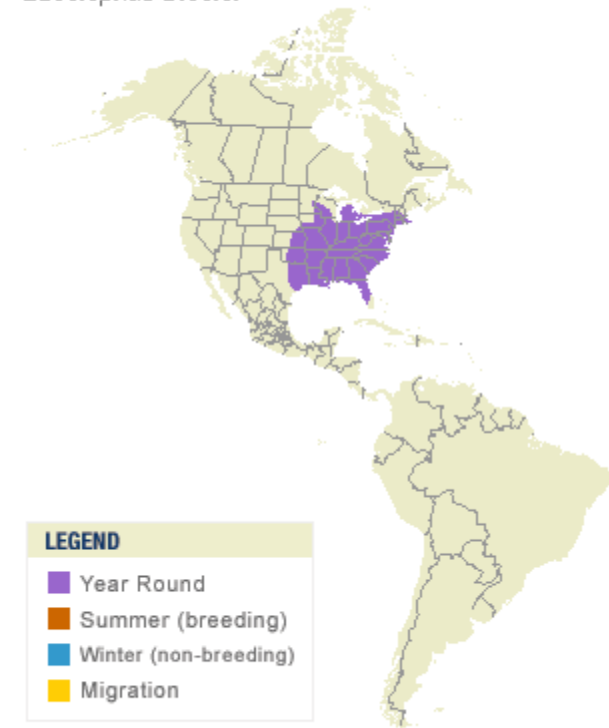 LEGEND
Year Round
Summer (breeding)
Winter (non-breeding)
Migration